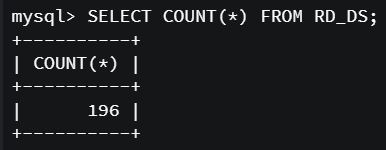 mysql> SELECT COUNT(*) FROM RD_DS;
+----------+
| COUNT(*) |
+----------+
|      196 |
+----------+